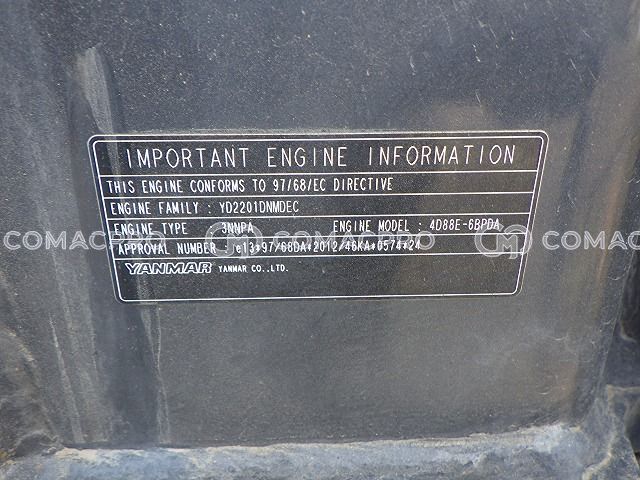 IMPORTANT ENGINE INFORMATION
THIS ENGINE CONFORMS TO 97/68/EC DIRECTIVE
ENGINE FAMILY : YD2201DNMDEC
ENGINE TYPE : 3NNPA ENGINE MODEL : 4D88E-6BPDA
APPROVAL NUMBER : e13*97/68DA*2012/46KA*0574*24
YANMAR YANMAR CO.,LTD.
COMACPRO COMACPRO COMACPRO